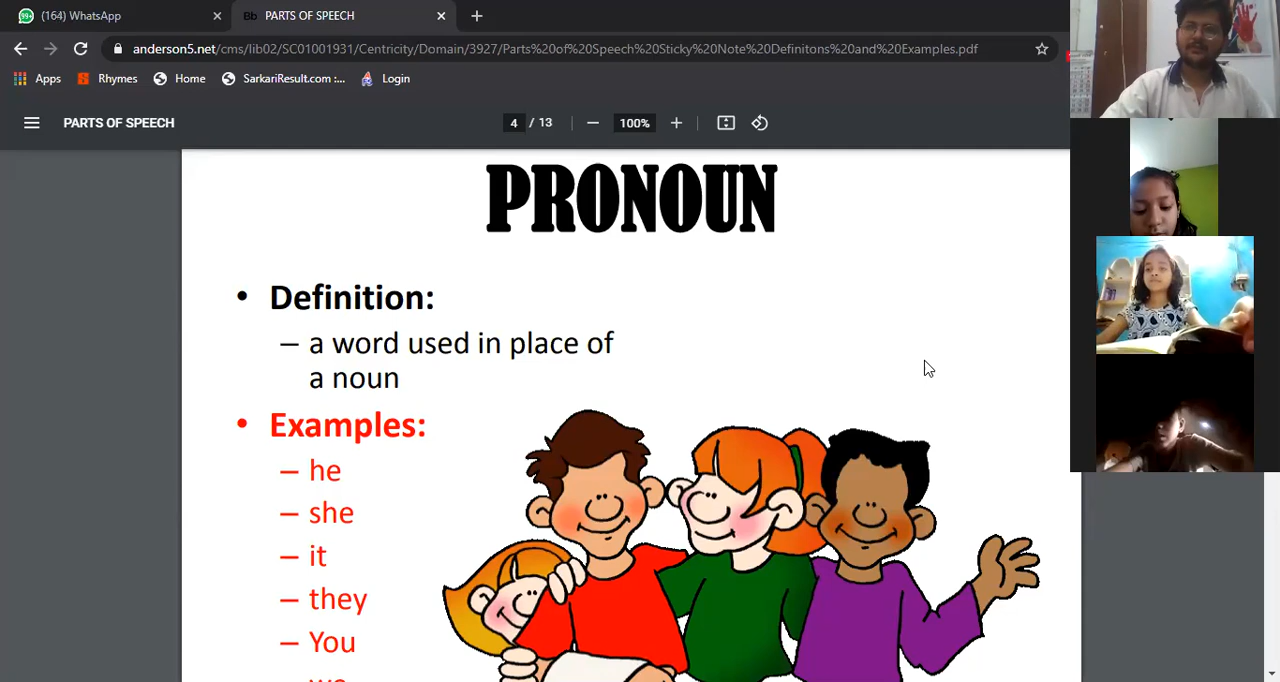 (164) WhatsApp
Bb PARTS OF SPEECH
anderson5.net/cms/lib02/SC01001931/Centricity/Domain/3927/Parts%20of%20Speech%20Sticky%20Note%20Definitons%20and%20Examples.pdf
Apps Rhymes Home SarkariResult.com :... Login
PARTS OF SPEECH 4 / 13 100%
PRONOUN
• Definition:
– a word used in place of
a noun
• Examples:
– he
– she
– it
– they
– You